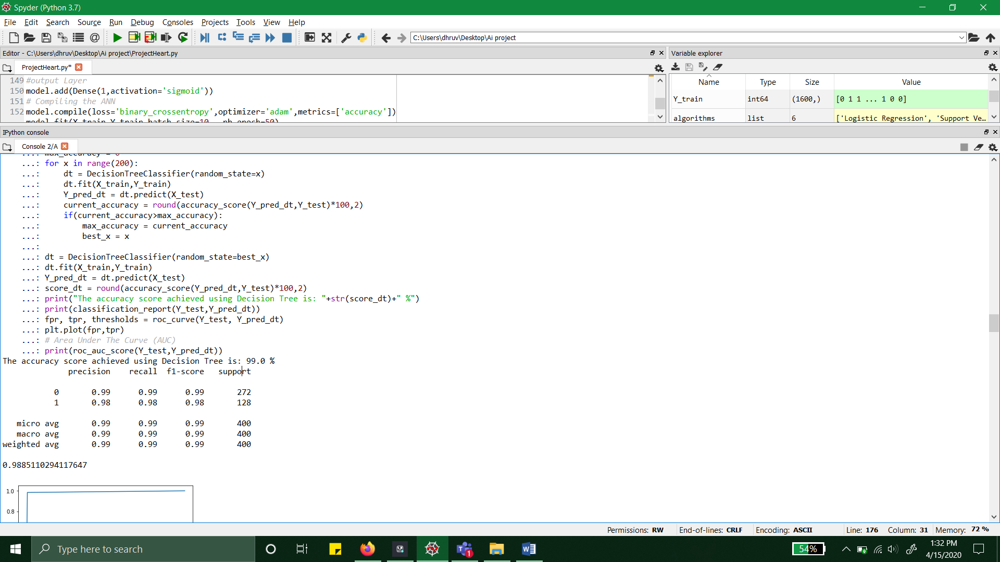 Spyder (Python 3.7)
File Edit Search Source Run Debug Consoles Projects Tools View Help
C:\Users\dhruv\Desktop\Ai project
Editor - C:\Users\dhruv\Desktop\Ai project\ProjectHeart.py
ProjectHeart.py*
149 #output Layer
150 model.add(Dense(1,activation='sigmoid'))
151 # Compiling the ANN
152 model.compile(loss='binary_crossentropy',optimizer='adam',metrics=['accuracy'])
model.fit(X_train,Y_train,batch_size=10, nb_epoch=50)
Variable explorer
Name Type Size Value
Y_train int64 (1600,) [0 1 1 ... 1 0 0]
algorithms list 6 ['Logistic Regression', 'Support Ve...
IPython console
Console 2/A
...: max_accuracy = 0
...: for x in range(200):
...:     dt = DecisionTreeClassifier(random_state=x)
...:     dt.fit(X_train,Y_train)
...:     Y_pred_dt = dt.predict(X_test)
...:     current_accuracy = round(accuracy_score(Y_pred_dt,Y_test)*100,2)
...:     if(current_accuracy>max_accuracy):
...:         max_accuracy = current_accuracy
...:         best_x = x
...:
...: dt = DecisionTreeClassifier(random_state=best_x)
...: dt.fit(X_train,Y_train)
...: Y_pred_dt = dt.predict(X_test)
...: score_dt = round(accuracy_score(Y_pred_dt,Y_test)*100,2)
...: print("The accuracy score achieved using Decision Tree is: "+str(score_dt)+" %")
...: print(classification_report(Y_test,Y_pred_dt))
...: fpr, tpr, thresholds = roc_curve(Y_test, Y_pred_dt)
...: plt.plot(fpr,tpr)
...: # Area Under The Curve (AUC)
...: print(roc_auc_score(Y_test,Y_pred_dt))
The accuracy score achieved using Decision Tree is: 99.0 %
precision recall f1-score support
0 0.99 0.99 0.99 272
1 0.98 0.98 0.98 128
micro avg 0.99 0.99 0.99 400
macro avg 0.99 0.99 0.99 400
weighted avg 0.99 0.99 0.99 400
0.9885110294117647
1.0
0.8
Permissions: RW End-of-lines: CRLF Encoding: ASCII Line: 176 Column: 31 Memory: 72 %
Type here to search
1
54%
1:32 PM
4/15/2020